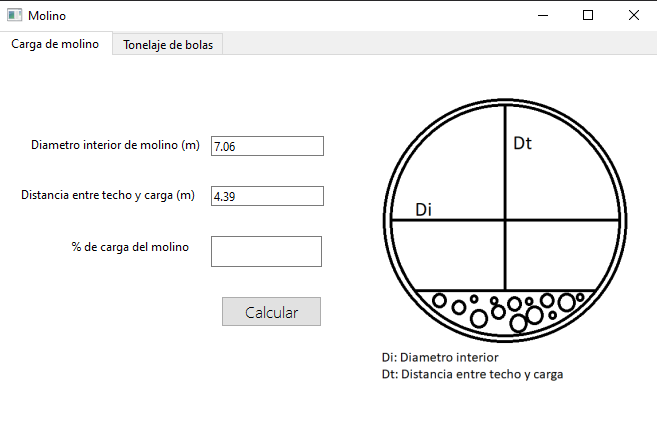 Molino
Carga de molino
Tonelaje de bolas
Diametro interior de molino (m)
7.06
Distancia entre techo y carga (m)
4.39
% de carga del molino
Calcular
Dt
Di
Di: Diametro interior
Dt: Distancia entre techo y carga